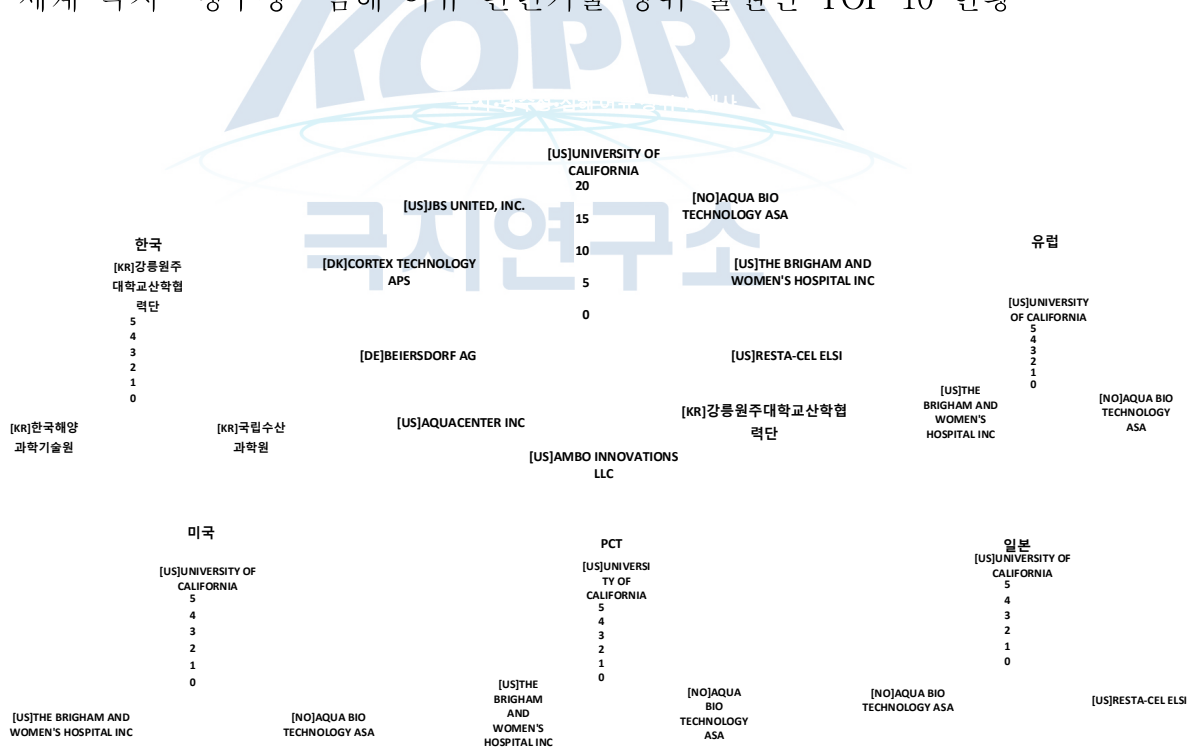 TOP 10
KOPRI
극지연구소
[US]UNIVERSITY OF
CALIFORNIA
20
15
10
5
0
[NO]AQUA BIO
TECHNOLOGY ASA
[US]THE BRIGHAM AND
WOMEN'S HOSPITAL INC
[US]RESTA-CEL ELSI
[KR]강릉원주대학교산학협
력단
[US]AMBO INNOVATIONS
LLC
[US]AQUACENTER INC
[DE]BEIERSDORF AG
[DK]CORTEX TECHNOLOGY
APS
[US]JBS UNITED, INC.
한국
[KR]강릉원주
대학교산학협
력단
5
4
3
2
1
0
[KR]한국해양
과학기술원
[KR]국립수산
과학원
유럽
[US]UNIVERSITY
OF CALIFORNIA
5
4
3
2
1
0
[US]THE
BRIGHAM AND
WOMEN'S
HOSPITAL INC
[NO]AQUA BIO
TECHNOLOGY
ASA
미국
[US]UNIVERSITY OF
CALIFORNIA
5
4
3
2
1
0
[US]THE BRIGHAM AND
WOMEN'S HOSPITAL INC
[NO]AQUA BIO
TECHNOLOGY ASA
PCT
[US]UNIVERSI
TY OF
CALIFORNIA
5
4
3
2
1
0
[US]THE
BRIGHAM
AND
WOMEN'S
HOSPITAL INC
[NO]AQUA
BIO
TECHNOLOGY
ASA
일본
[US]UNIVERSITY OF
CALIFORNIA
5
4
3
2
1
0
[NO]AQUA BIO
TECHNOLOGY ASA
[US]RESTA-CEL ELSI